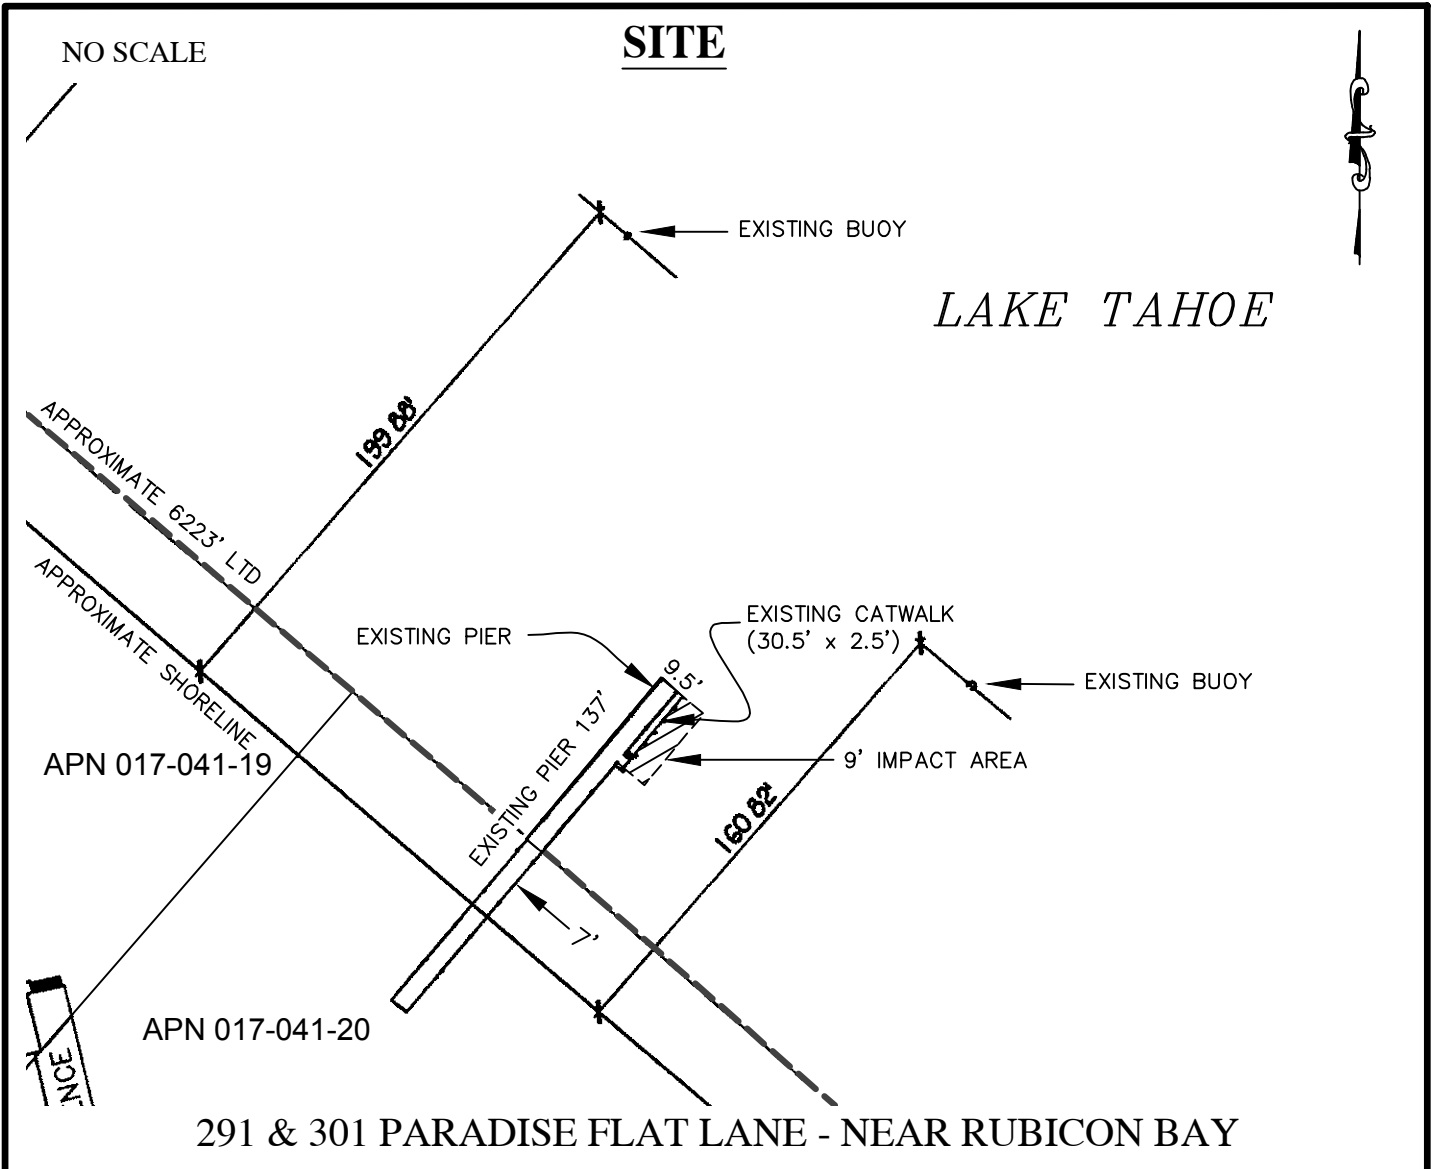 NO SCALE
SITE
EXISTING BUOY
LAKE TAHOE
199.88'
APPROXIMATE 6223' LTD
APPROXIMATE SHORELINE
EXISTING PIER
EXISTING CATWALK
(30.5' x 2.5')
9.5'
EXISTING BUOY
EXISTING PIER 137'
9' IMPACT AREA
APN 017-041-19
160.82'
7'
APN 017-041-20
ENCE
291 & 301 PARADISE FLAT LANE - NEAR RUBICON BAY